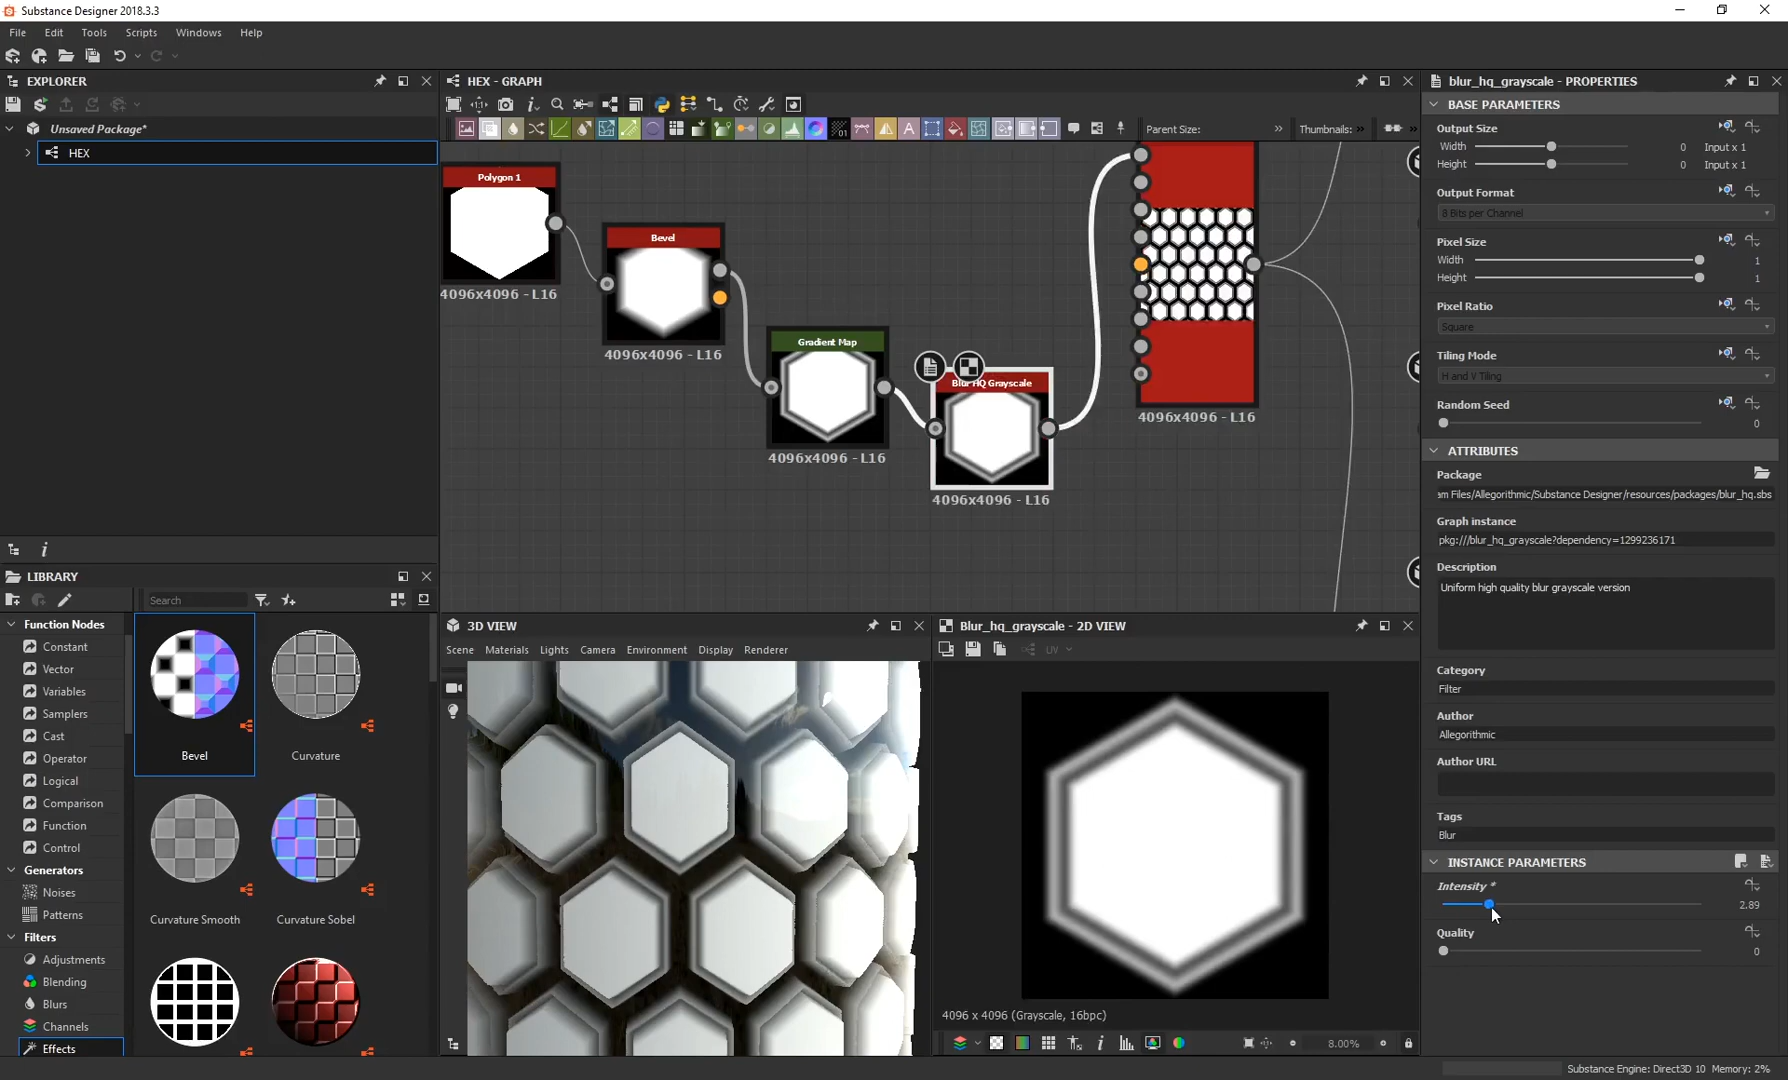 Substance Designer 2018.3.3
File Edit Tools Scripts Windows Help
EXPLORER
Unsaved Package*
HEX
LIBRARY
Search
Function Nodes
Constant
Vector
Variables
Samplers
Cast
Operator
Logical
Comparison
Function
Control
Generators
Noises
Patterns
Filters
Adjustments
Blending
Blurs
Channels
Effects
Bevel
Curvature
Curvature Smooth
Curvature Sobel
HEX - GRAPH
Parent Size: »
Thumbnails: »
Polygon 1
4096x4096 - L16
Bevel
4096x4096 - L16
Gradient Map
4096x4096 - L16
Blur HQ Grayscale
4096x4096 - L16
4096x4096 - L16
3D VIEW
Scene Materials Lights Camera Environment Display Renderer
Blur_hq_grayscale - 2D VIEW
UV
4096 x 4096 (Grayscale, 16bpc)
8.00%
blur_hq_grayscale - PROPERTIES
BASE PARAMETERS
Output Size
Width 0 Input x 1
Height 0 Input x 1
Output Format
8 Bits per Channel
Pixel Size
Width 1
Height 1
Pixel Ratio
Square
Tiling Mode
H and V Tiling
Random Seed
0
ATTRIBUTES
Package
am Files/Allegorithmic/Substance Designer/resources/packages/blur_hq.sbs
Graph instance
pkg:///blur_hq_grayscale?dependency=1299236171
Description
Uniform high quality blur grayscale version
Category
Filter
Author
Allegorithmic
Author URL
Tags
Blur
INSTANCE PARAMETERS
Intensity *
2.89
Quality
0
Substance Engine: Direct3D 10 Memory: 2%